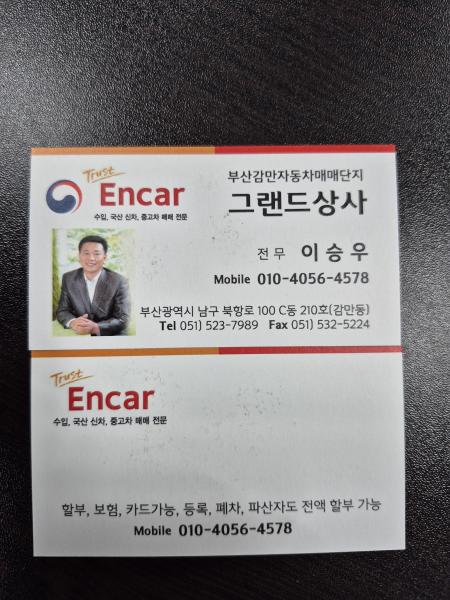 Trust
Encar
수입, 국산 신차, 중고차 매매 전문
부산감만자동차매매단지
그랜드상사
전무 이승우
Mobile 010-4056-4578
부산광역시 남구 북항로 100 C동 210호(감만동)
Tel 051) 523-7989 Fax 051) 532-5224
Trust
Encar
수입, 국산 신차, 중고차 매매 전문
할부, 보험, 카드가능, 등록, 폐차, 파산자도 전액 할부 가능
Mobile 010-4056-4578